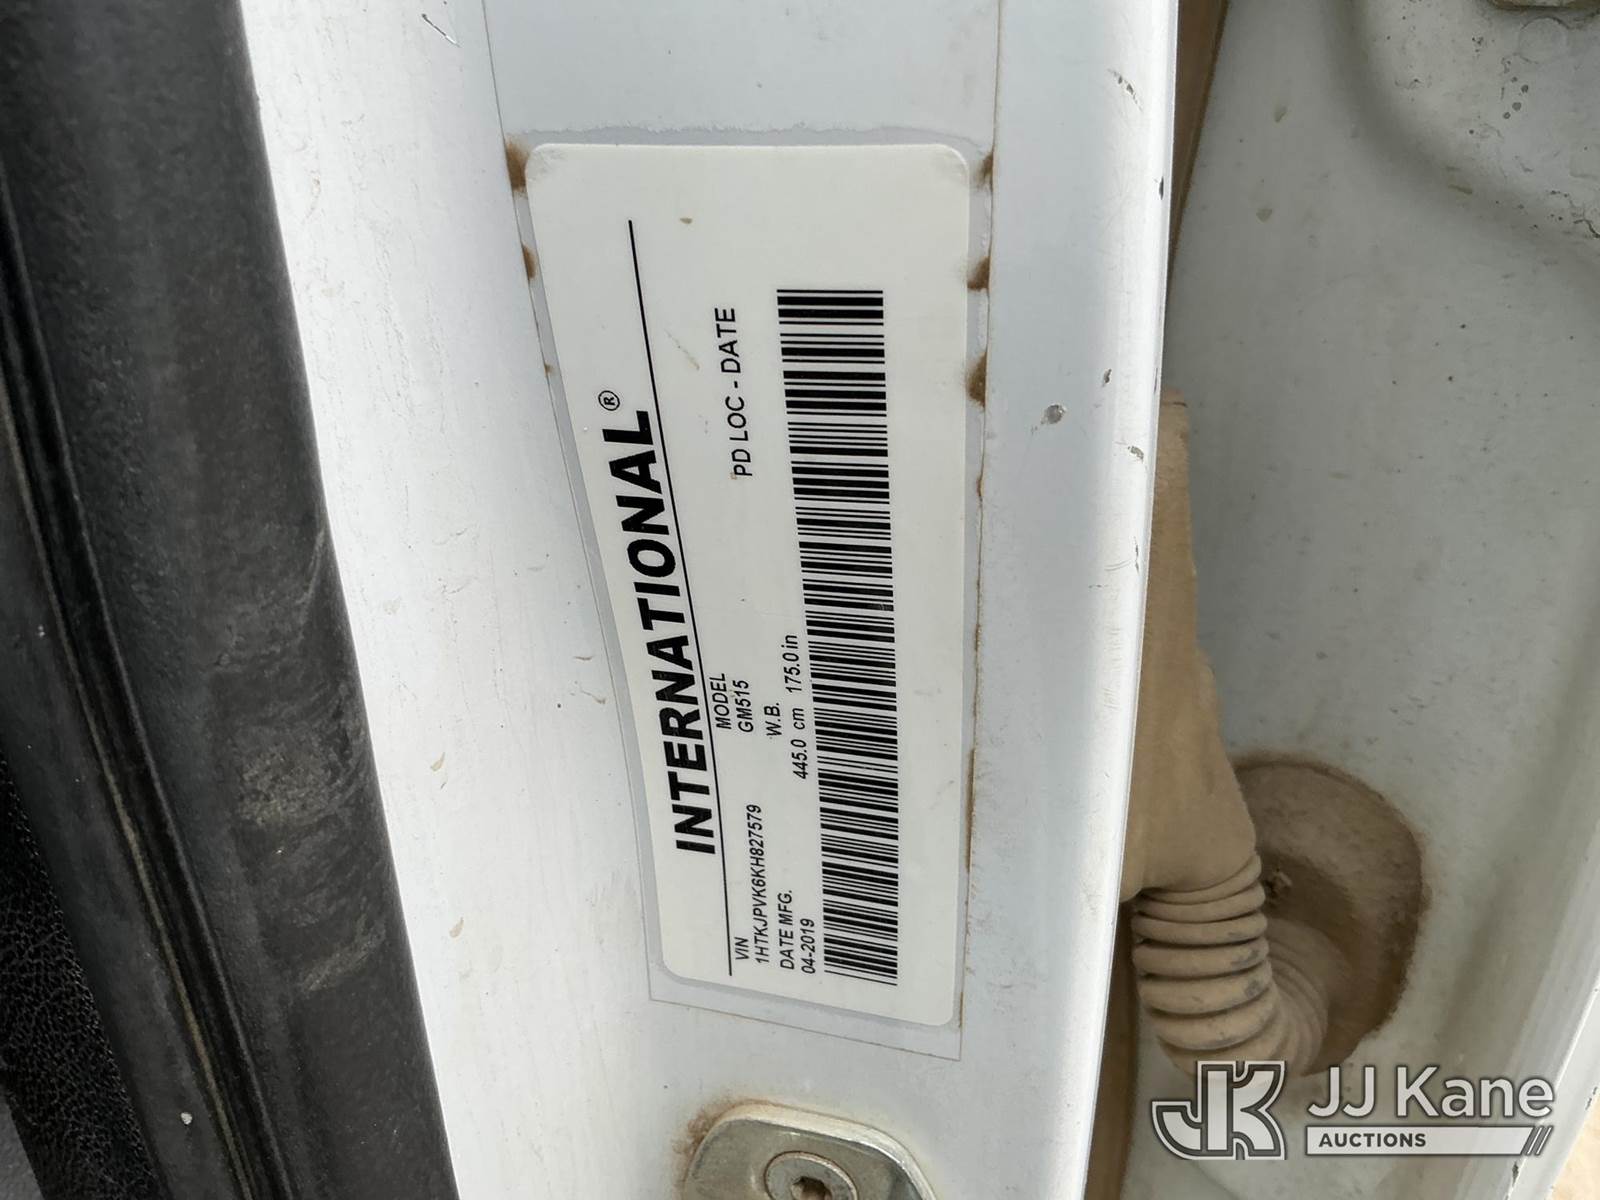 INTERNATIONAL®
VIN MODEL PD LOC - DATE
1HTKJPVK6KH827579 GM515
DATE MFG. W.B.
04-2019 445.0 cm 175.0 in
JJ Kane
AUCTIONS